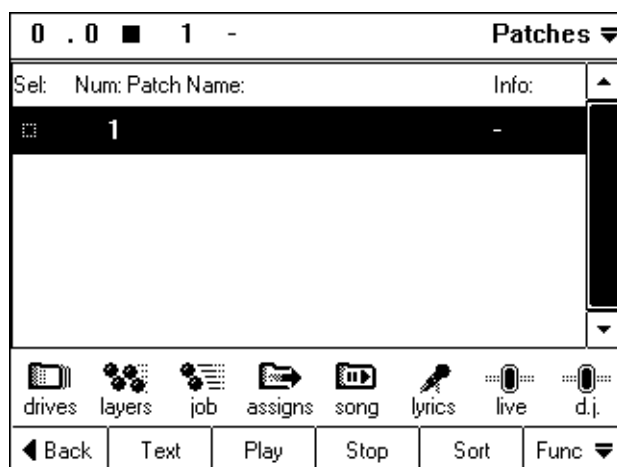 0 .0 ■ 1 - Patches
Sel: Num: Patch Name: Info:
1 -
drives layers job assigns song lyrics live d.j.
Back Text Play Stop Sort Func